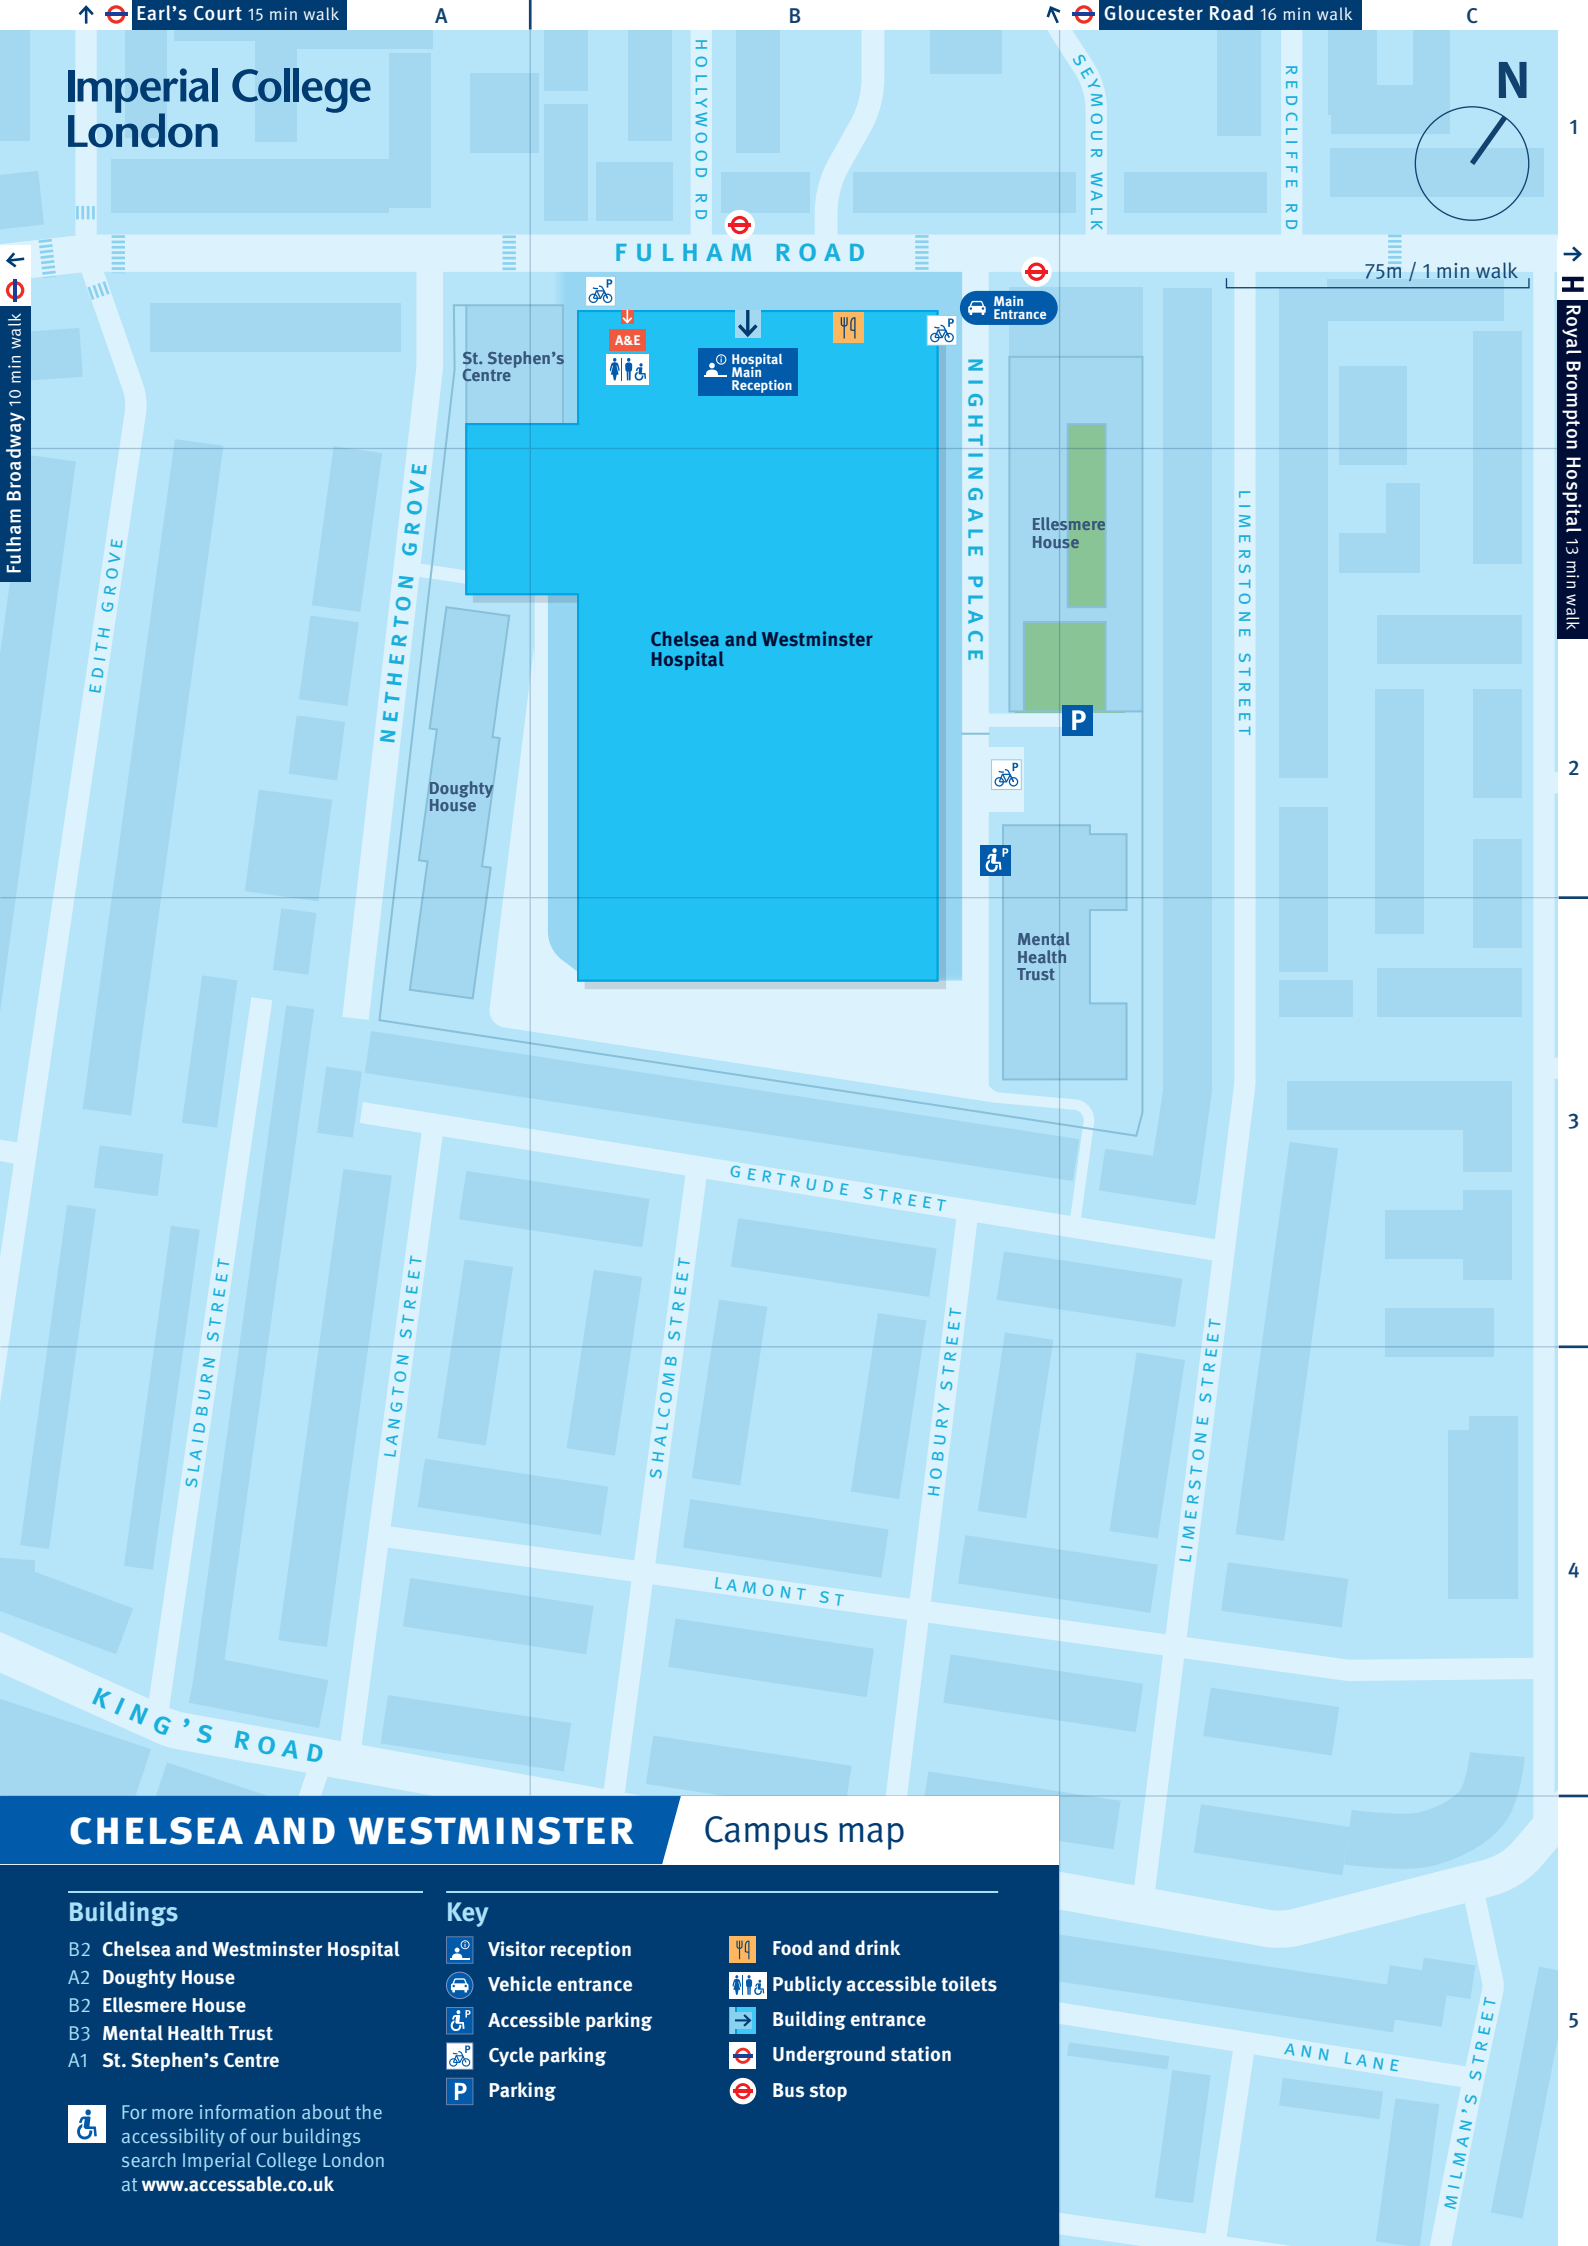 Earl's Court 15 min walk
A
B
Gloucester Road 16 min walk
C
Imperial College
London
N
1
HOLLYWOOD RD
SEYMOUR WALK
REDCLIFFE RD
FULHAM ROAD
75m / 1 min walk
H
Royal Brompton Hospital 13 min walk
Fulham Broadway 10 min walk
P
Main
Entrance
A&E
P
St. Stephen's
Centre
Hospital
Main
Reception
NIGHTINGALE PLACE
NETHERTON GROVE
EDITH GROVE
Ellesmere
House
LIMERSTONE STREET
Chelsea and Westminster
Hospital
P
P
2
Doughty
House
P
Mental
Health
Trust
3
GERTRUDE STREET
SLAIDBURN STREET
LANGTON STREET
SHALCOMB STREET
HOBURY STREET
LIMERSTONE STREET
4
LAMONT ST
KING'S ROAD
CHELSEA AND WESTMINSTER
Campus map
Buildings
B2 Chelsea and Westminster Hospital
A2 Doughty House
B2 Ellesmere House
B3 Mental Health Trust
A1 St. Stephen's Centre
For more information about the
accessibility of our buildings
search Imperial College London
at www.accessable.co.uk
Key
Visitor reception
Vehicle entrance
P Accessible parking
P Cycle parking
P Parking
Food and drink
Publicly accessible toilets
Building entrance
Underground station
Bus stop
5
ANN LANE
MILMAN'S STREET